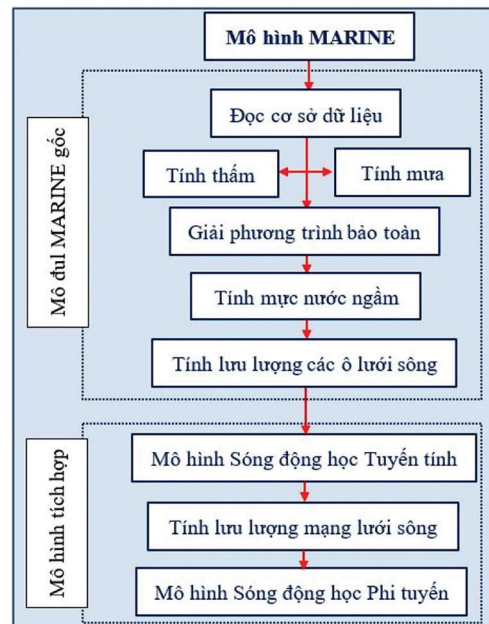 Mô hình MARINE
Mô đul MARINE gốc
Đọc cơ sở dữ liệu
Tính thấm
Tính mưa
Giải phương trình bảo toàn
Tính mực nước ngầm
Tính lưu lượng các ô lưới sông
Mô hình tích hợp
Mô hình Sóng động học Tuyến tính
Tính lưu lượng mạng lưới sông
Mô hình Sóng động học Phi tuyến